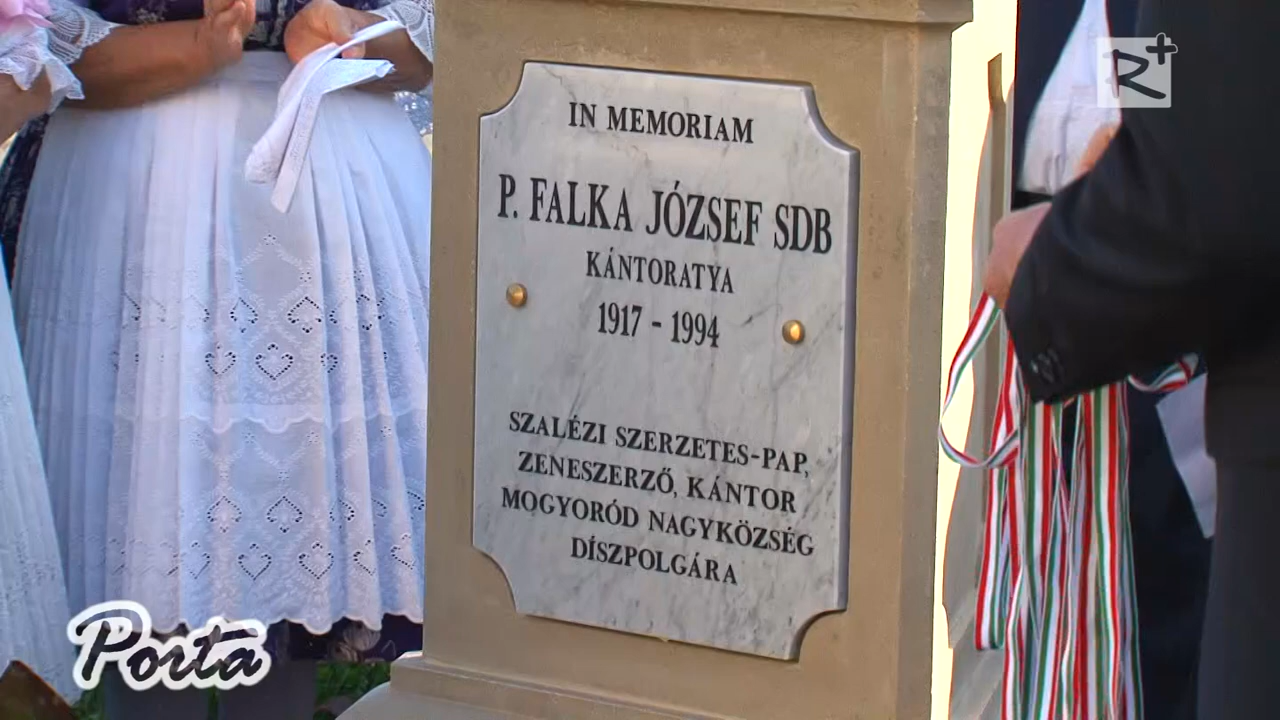 R+
IN MEMORIAM
P. FALKA JÓZSEF SDB
KÁNTORATYA
1917 - 1994
SZALÉZI SZERZETES-PAP,
ZENESZERZŐ, KÁNTOR
MOGYORÓD NAGYKÖZSÉG
DÍSZPOLGÁRA
Porta